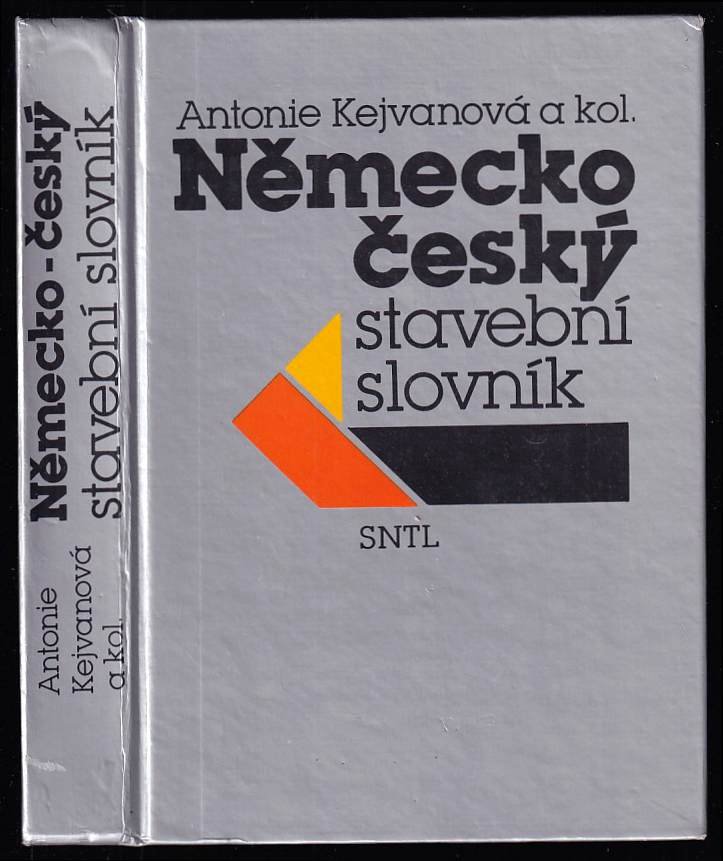 Antonie
Kejvanová
a kol.
Německo-český
stavební slovník
Antonie Kejvanová a kol.
Německo
český
stavební
slovník
SNTL